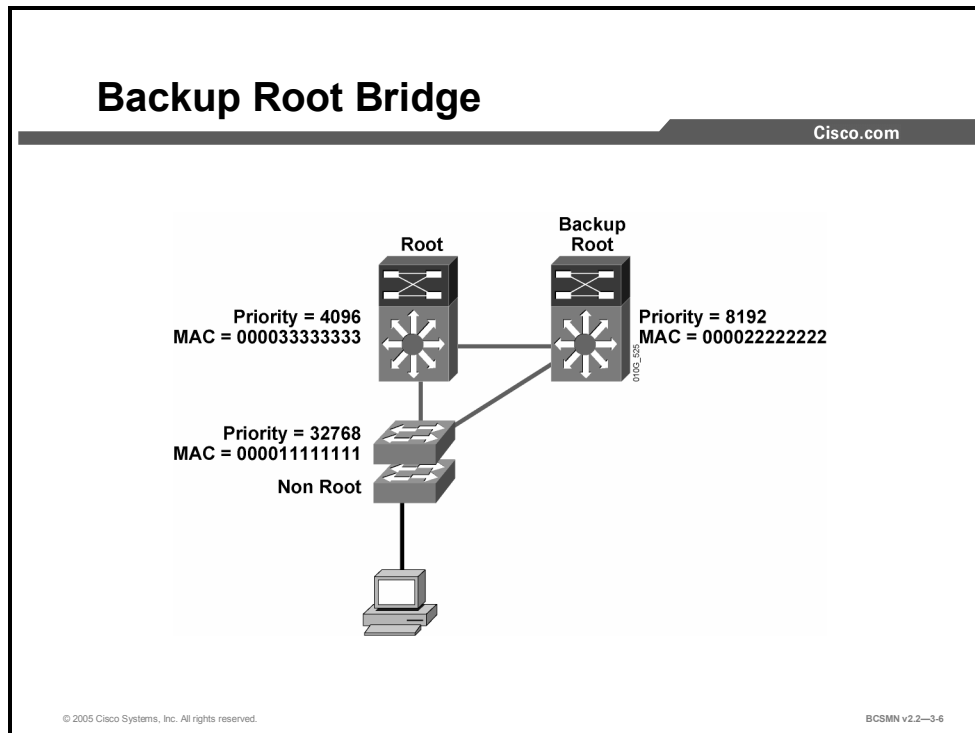 Backup Root Bridge
Cisco.com
Root
Backup
Root
Priority = 4096
MAC = 000033333333
Priority = 8192
MAC = 000022222222
010G_525
Priority = 32768
MAC = 000011111111
Non Root
© 2005 Cisco Systems, Inc. All rights reserved.
BCSMN v2.2—3-6